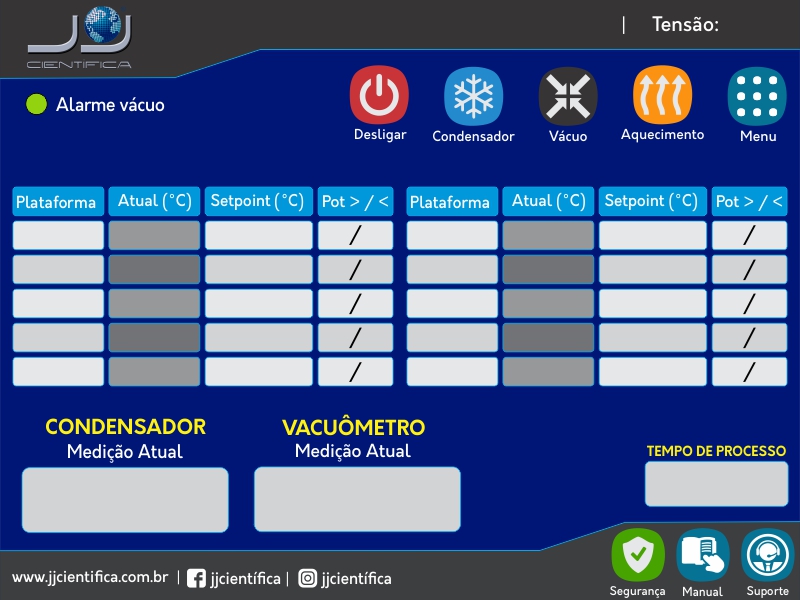 JJ
CIENTÍFICA
| Tensão:
Alarme vácuo
Desligar
Condensador
Vácuo
Aquecimento
Menu
Plataforma Atual (°C) Setpoint (°C) Pot > / < Plataforma Atual (°C) Setpoint (°C) Pot > / <
/ /
/ /
/ /
/ /
/ /
CONDENSADOR
Medição Atual
VACUÔMETRO
Medição Atual
TEMPO DE PROCESSO
www.jjcientifica.com.br | jjcientífica | jjcientífica
Segurança
Manual
Suporte